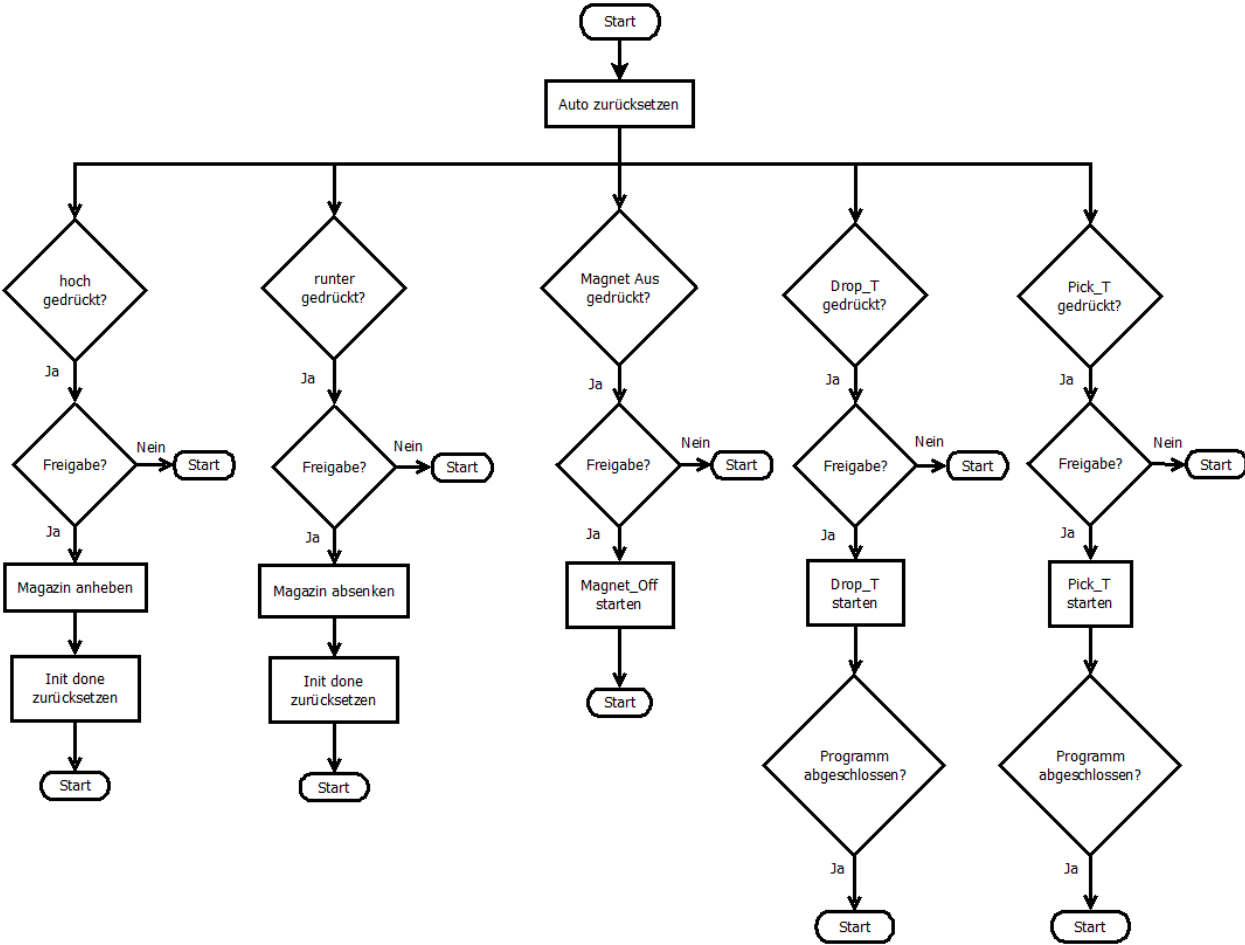 Start
Auto zurücksetzen
hoch
gedrückt?
runter
gedrückt?
Magnet Aus
gedrückt?
Drop_T
gedrückt?
Pick_T
gedrückt?
Ja
Ja
Ja
Ja
Ja
Freigabe?
Nein
Start
Freigabe?
Nein
Start
Freigabe?
Nein
Start
Freigabe?
Nein
Start
Freigabe?
Nein
Start
Ja
Ja
Ja
Ja
Ja
Magazin anheben
Magazin absenken
Magnet_Off
starten
Drop_T
starten
Pick_T
starten
Init done
zurücksetzen
Init done
zurücksetzen
Start
Programm
abgeschlossen?
Programm
abgeschlossen?
Start
Start
Ja
Ja
Start
Start